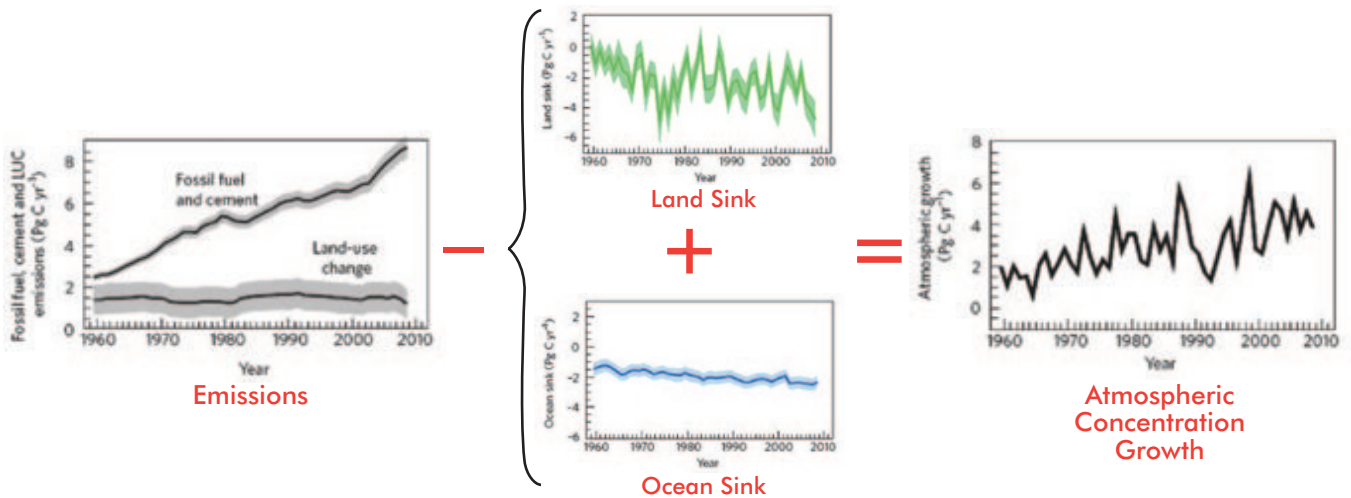 Fossil fuel, cement and LUC
emissions (Pg C yr⁻¹)
8
6
4
2
0
Fossil fuel
and cement
Land-use
change
1960 1970 1980 1990 2000 2010
Year
Emissions
−
{
Land sink (Pg C yr⁻¹)
2
0
-2
-4
-6
1960 1970 1980 1990 2000 2010
Year
Land Sink
+
Ocean sink (Pg C yr⁻¹)
2
0
-2
-4
-6
1960 1970 1980 1990 2000 2010
Year
Ocean Sink
=
Atmospheric growth
(Pg C yr⁻¹)
8
6
4
2
0
1960 1970 1980 1990 2000 2010
Year
Atmospheric
Concentration
Growth